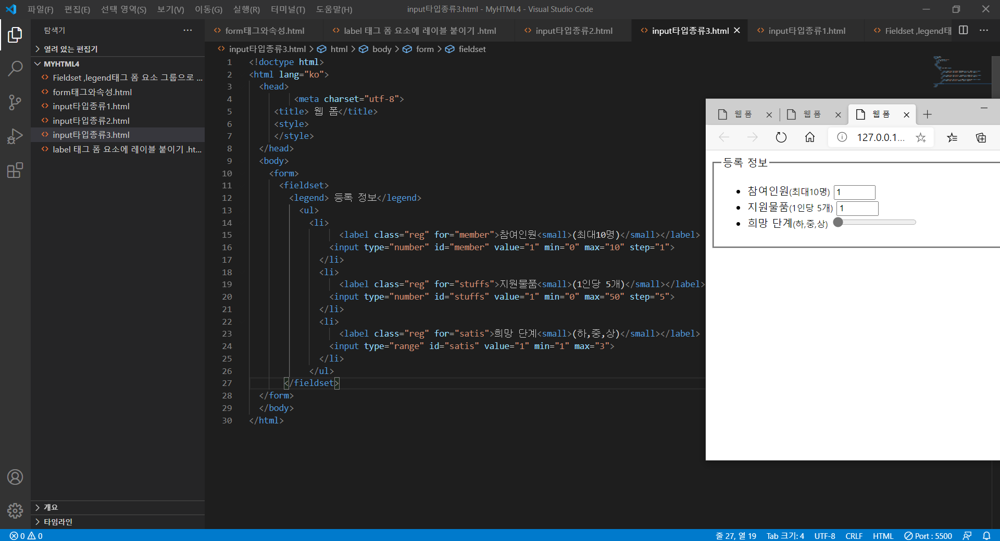 파일(F) 편집(E) 선택 영역(S) 보기(V) 이동(G) 실행(R) 터미널(T) 도움말(H) input타입종류3.html - MyHTML4 - Visual Studio Code
탐색기
form태그와속성.html label 태그 폼 요소에 레이블 붙이기 .html input타입종류2.html input타입종류3.html input타입종류1.html Fieldset ,legend태
열려 있는 편집기
MYHTML4
Fieldset ,legend태그 폼 요소 그룹으로 ...
form태그와속성.html
input타입종류1.html
input타입종류2.html
input타입종류3.html
label 태그 폼 요소에 레이블 붙이기 .ht...
개요
타임라인
input타입종류3.html > html > body > form > fieldset
1 <!doctype html>
2 <html lang="ko">
3 <head>
4 <meta charset="utf-8">
5 <title> 웹 폼</title>
6 <style>
7 </style>
8 </head>
9 <body>
10 <form>
11 <fieldset>
12 <legend> 등록 정보</legend>
13 <ul>
14 <li>
15 <label class="reg" for="member">참여인원<small>(최대10명)</small></label>
16 <input type="number" id="member" value="1" min="0" max="10" step="1">
17 </li>
18 <li>
19 <label class="reg" for="stuffs">지원물품<small>(1인당 5개)</small></label>
20 <input type="number" id="stuffs" value="1" min="0" max="50" step="5">
21 </li>
22 <li>
23 <label class="reg" for="satis">희망 단계<small>(하,중,상)</small></label>
24 <input type="range" id="satis" value="1" min="1" max="3">
25 </li>
26 </ul>
27 </fieldset>
28 </form>
29 </body>
30 </html>
웹 폼 웹 폼 웹 폼
127.0.0.1...
등록 정보
참여인원(최대10명) 1
지원물품(1인당 5개) 1
희망 단계(하,중,상)
0 0 줄 27, 열 19 Tab 크기: 4 UTF-8 CRLF HTML Port : 5500